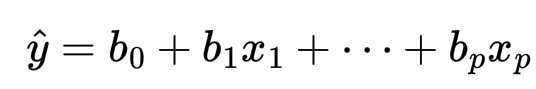 ŷ = b₀ + b₁x₁ + ⋯ + bₚxₚ